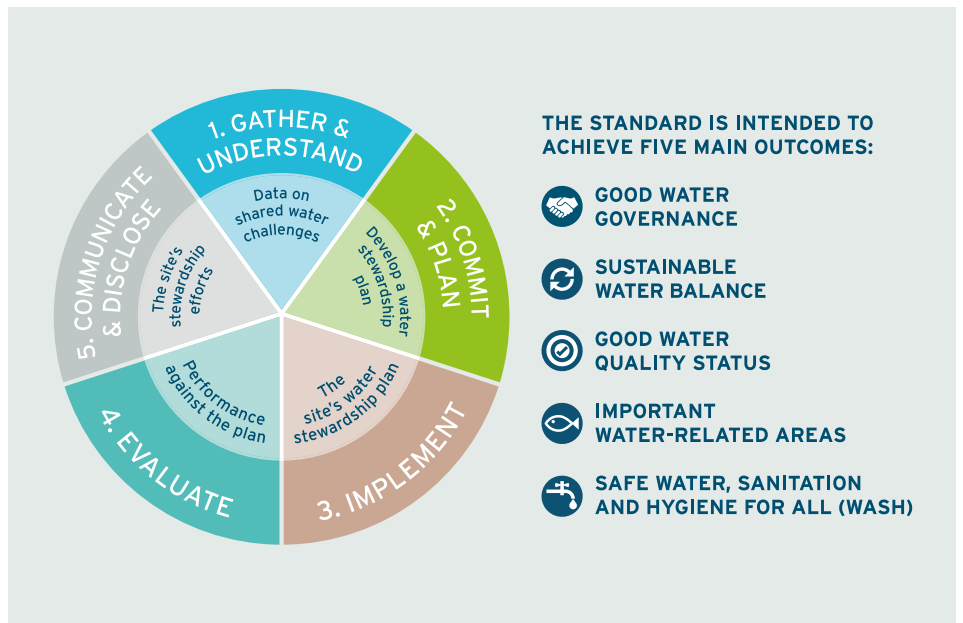 1. GATHER &
UNDERSTAND
Data on
shared water
challenges
2. COMMIT
& PLAN
Develop a water
stewardship
plan
3. IMPLEMENT
The
site's water
stewardship plan
4. EVALUATE
Performance
against the plan
5. COMMUNICATE
& DISCLOSE
The site's
stewardship
efforts
THE STANDARD IS INTENDED TO
ACHIEVE FIVE MAIN OUTCOMES:
GOOD WATER
GOVERNANCE
SUSTAINABLE
WATER BALANCE
GOOD WATER
QUALITY STATUS
IMPORTANT
WATER-RELATED AREAS
SAFE WATER, SANITATION
AND HYGIENE FOR ALL (WASH)